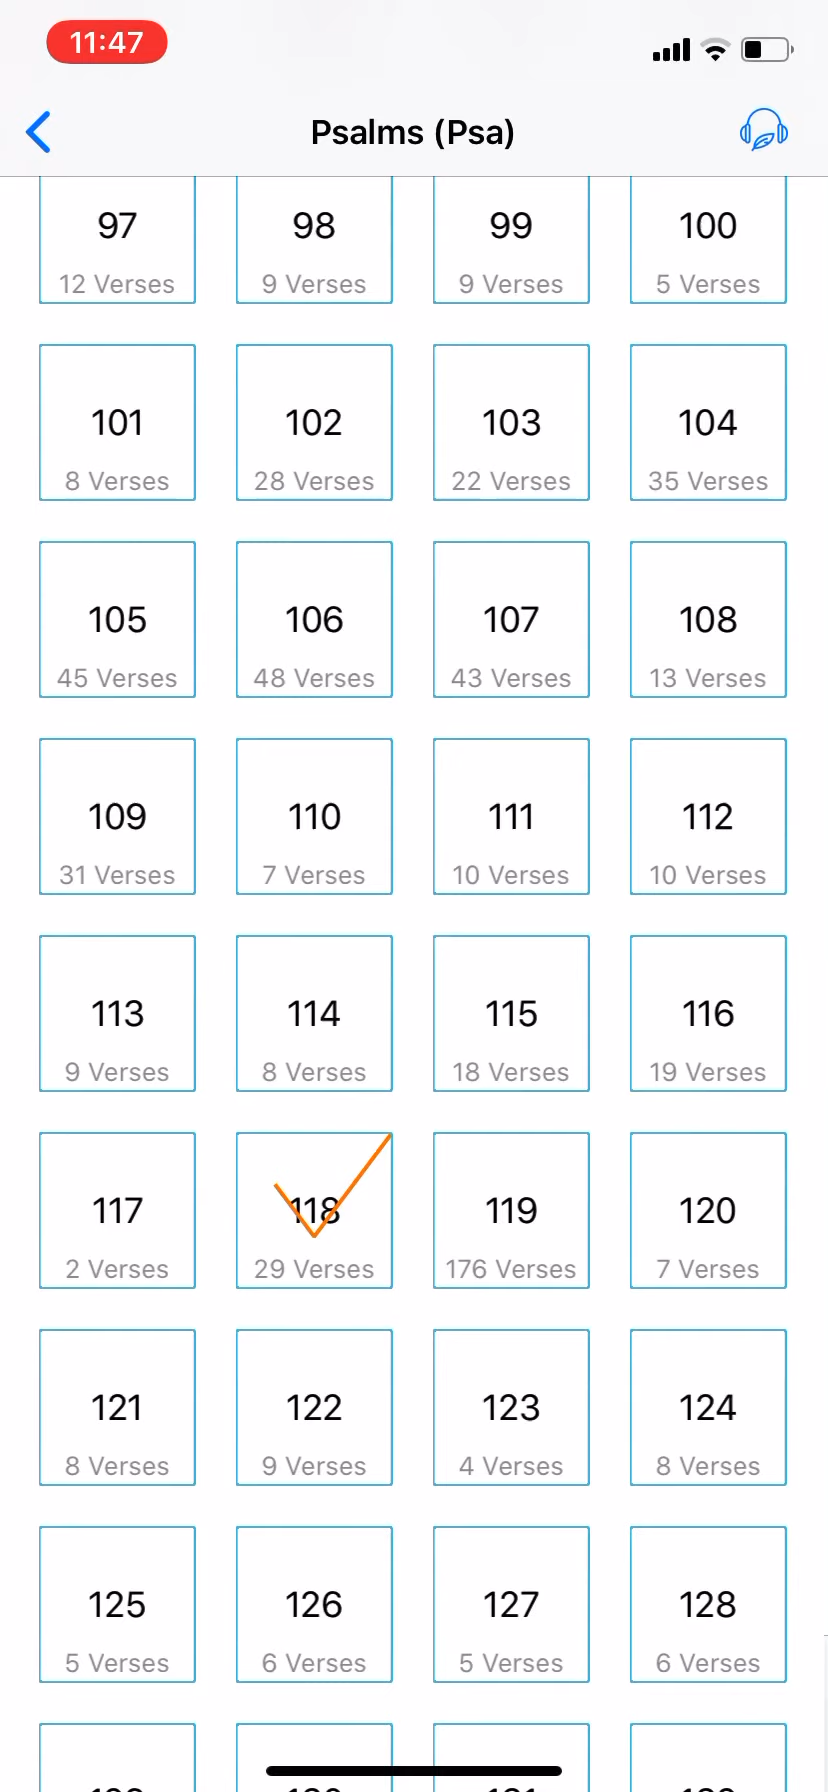 11:47
Psalms (Psa)
97 98 99 100
12 Verses 9 Verses 9 Verses 5 Verses
101 102 103 104
8 Verses 28 Verses 22 Verses 35 Verses
105 106 107 108
45 Verses 48 Verses 43 Verses 13 Verses
109 110 111 112
31 Verses 7 Verses 10 Verses 10 Verses
113 114 115 116
9 Verses 8 Verses 18 Verses 19 Verses
117 118 119 120
2 Verses 29 Verses 176 Verses 7 Verses
121 122 123 124
8 Verses 9 Verses 4 Verses 8 Verses
125 126 127 128
5 Verses 6 Verses 5 Verses 6 Verses